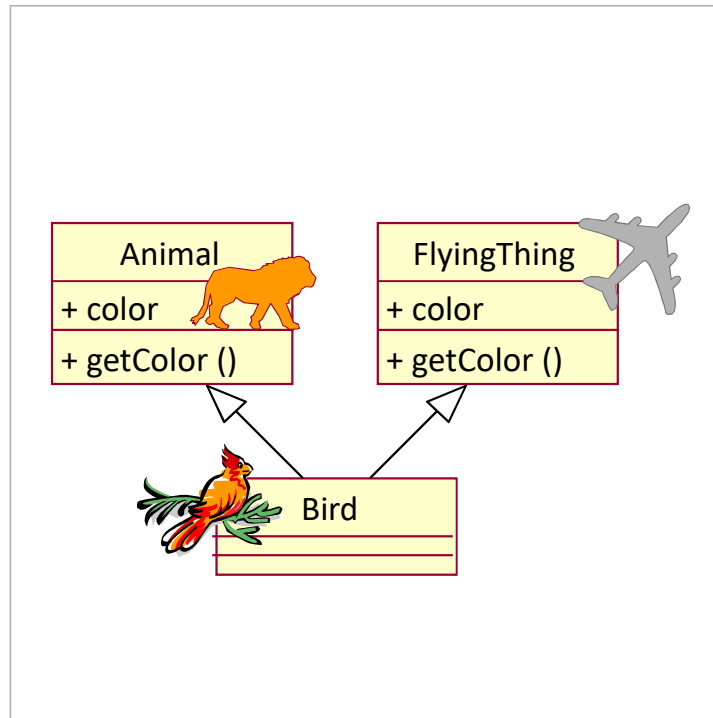 Animal
+ color
+ getColor ()
FlyingThing
+ color
+ getColor ()
Bird